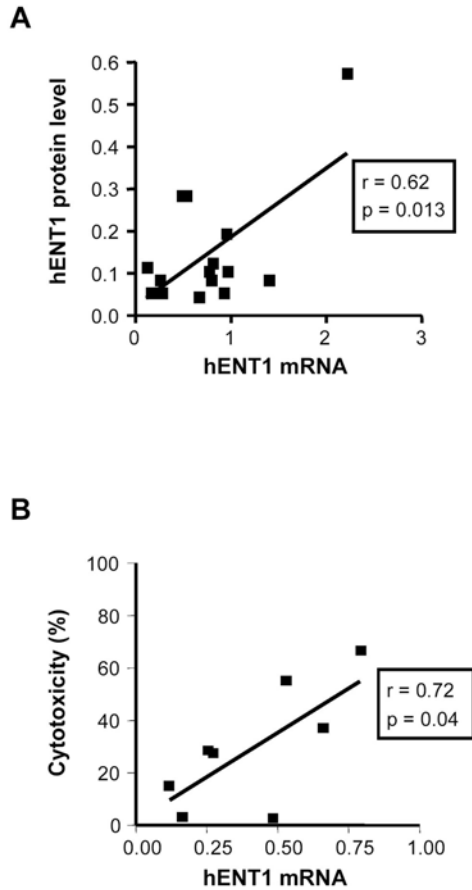 A
hENT1 protein level
0.6
0.5
0.4
0.3
0.2
0.1
0.0
r = 0.62
p = 0.013
0 1 2 3
hENT1 mRNA
B
Cytotoxicity (%)
100
80
60
40
20
0
r = 0.72
p = 0.04
0.00 0.25 0.50 0.75 1.00
hENT1 mRNA